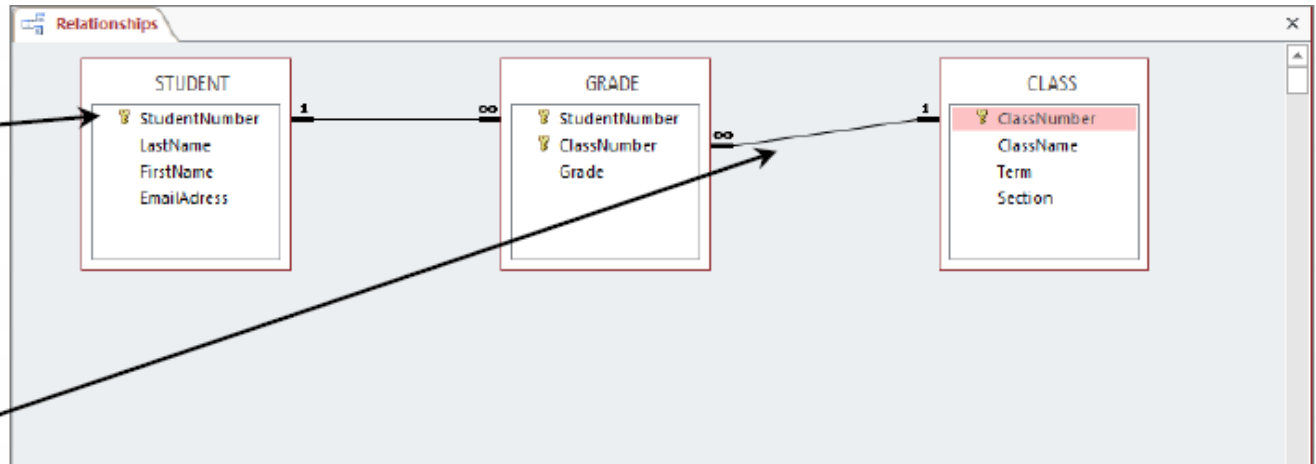 Relationships
STUDENT
StudentNumber
LastName
FirstName
EmailAdress
1
∞
GRADE
StudentNumber
ClassNumber
Grade
∞
1
CLASS
ClassNumber
ClassName
Term
Section